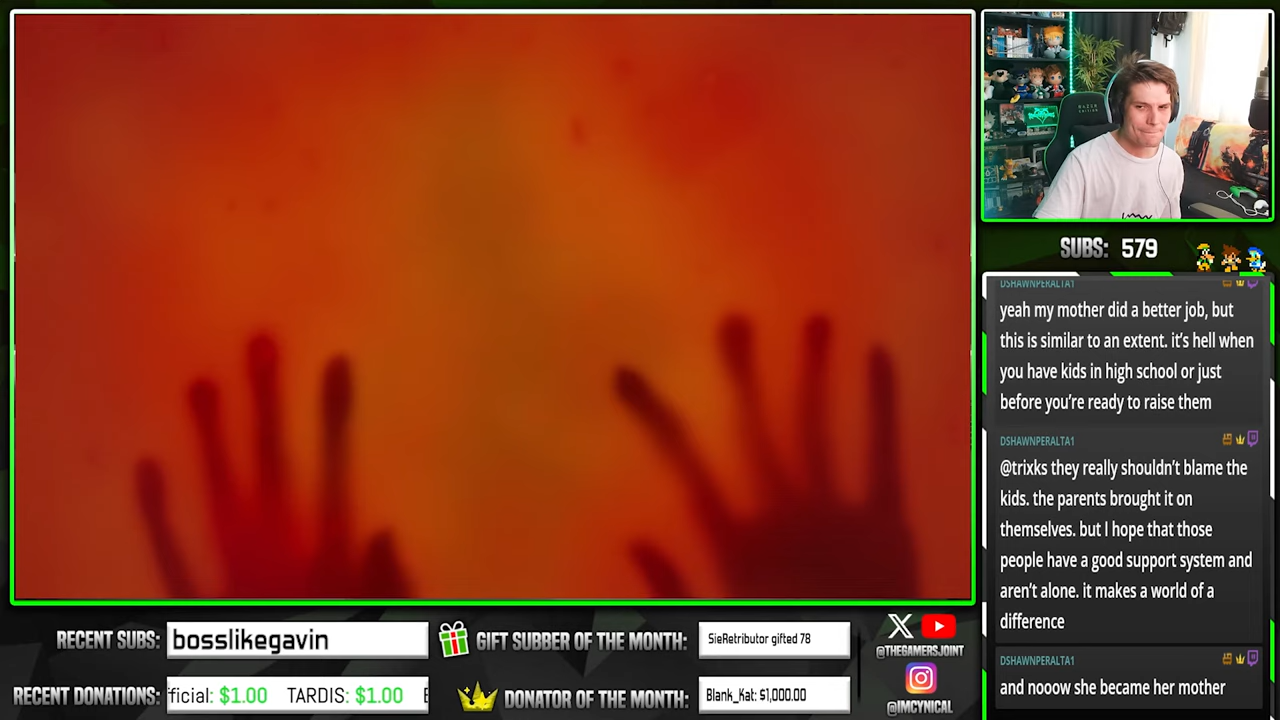 SUBS: 579
DSHAWNPERALTA1
yeah my mother did a better job, but
this is similar to an extent. it's hell when
you have kids in high school or just
before you're ready to raise them
DSHAWNPERALTA1
@trixks they really shouldn't blame the
kids. the parents brought it on
themselves. but I hope that those
people have a good support system and
aren't alone. it makes a world of a
difference
DSHAWNPERALTA1
and nooow she became her mother
RECENT SUBS: bosslikegavin
GIFT SUBBER OF THE MONTH: SieRetributor gifted 78
@THEGAMERSJOINT
RECENT DONATIONS: fficial: $1.00 TARDIS: $1.00
DONATOR OF THE MONTH: Blank_Kat: $1,000.00
@IMCYNICAL